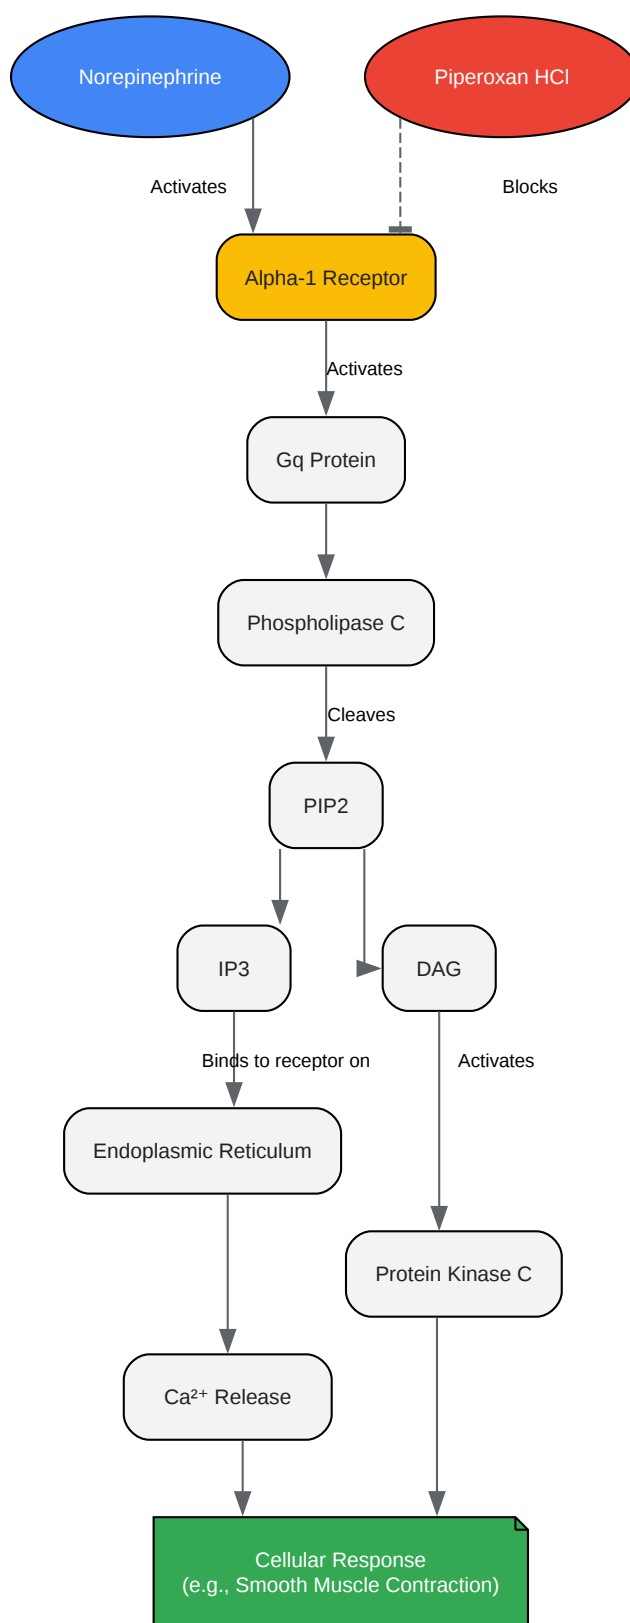 Norepinephrine
Piperoxan HCl
Activates
Blocks
Alpha-1 Receptor
Activates
Gq Protein
Phospholipase C
Cleaves
PIP2
IP3
DAG
Binds to receptor on
Activates
Endoplasmic Reticulum
Protein Kinase C
Ca²⁺ Release
Cellular Response
(e.g., Smooth Muscle Contraction)